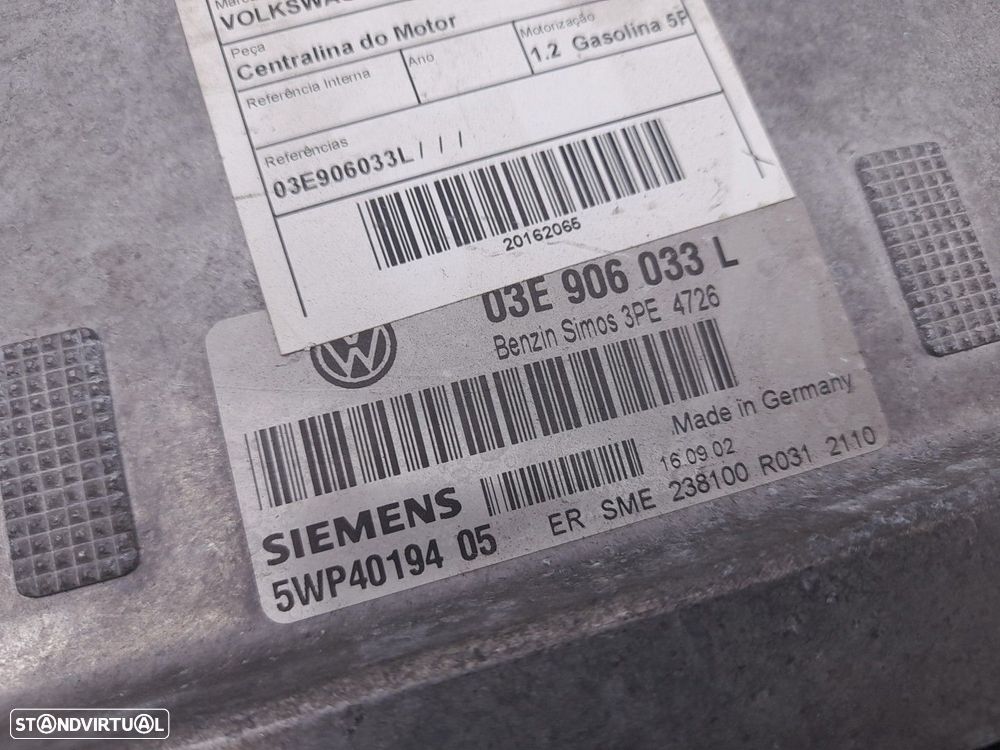 VOLKSWA
Peça
Centralina do Motor
Referência Interna
Ano
Motorização
1.2 Gasolina 5P
Referências
03E906033L / / /
20162065
03E 906 033 L
Benzin Simos 3PE 4726
Made in Germany
16.09.02
SIEMENS
5WP40194 05
ER SME 238100 R031 2110
STANDVIRTUAL